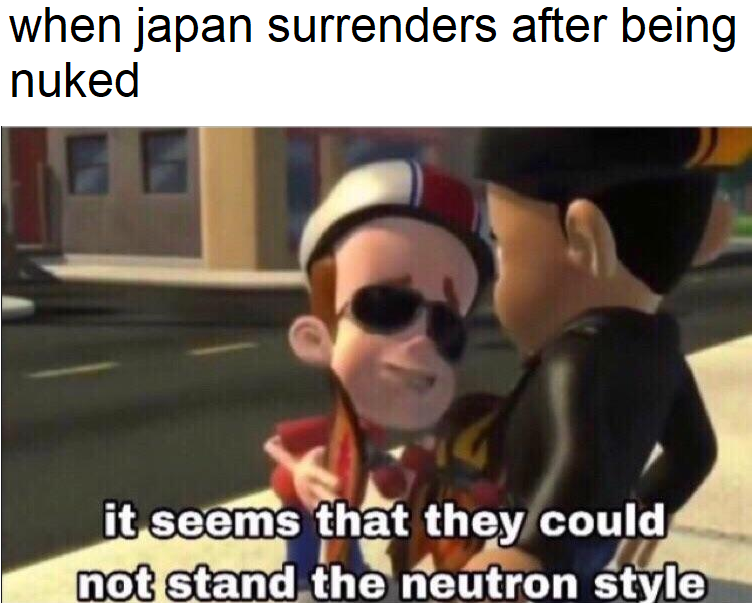 when japan surrenders after being
nuked
it seems that they could
not stand the neutron style